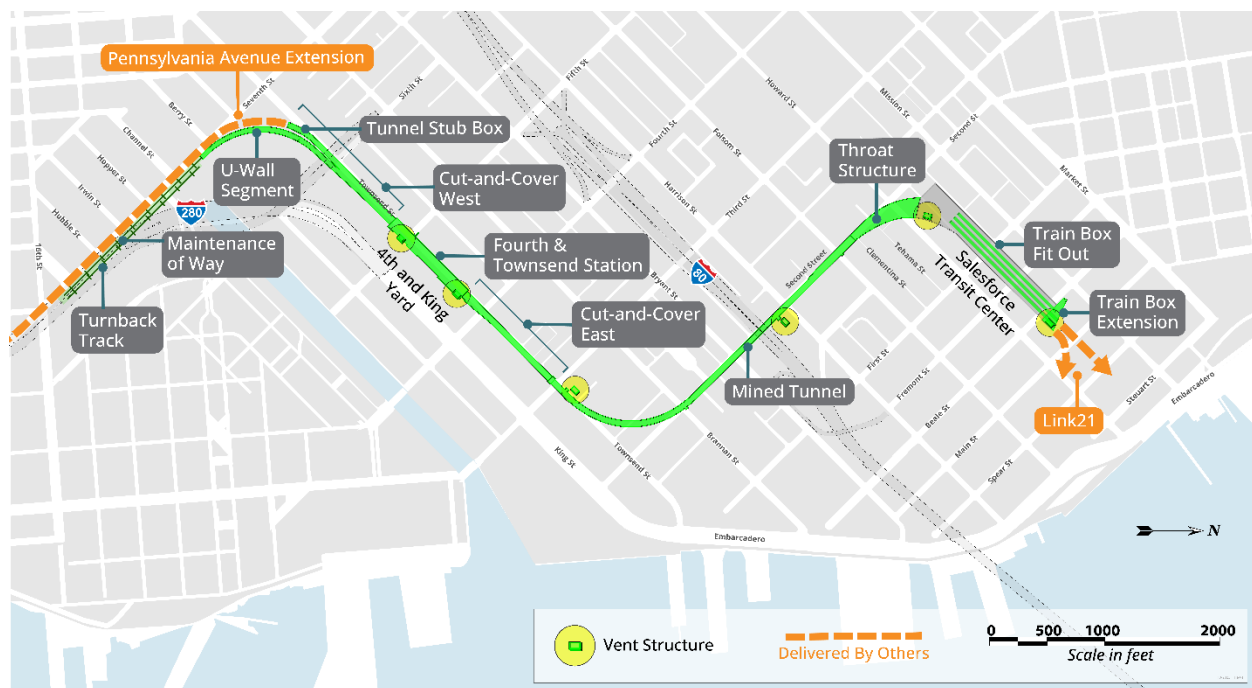 Pennsylvania Avenue Extension
Seventh St
Sixth St
Fifth St
Berry St
Channel St
Hopper St
Irwin St
Hubble St
16th St
280
Tunnel Stub Box
U-Wall
Segment
Cut-and-Cover
West
Townsend St
Fourth &
Townsend Station
Maintenance
of Way
Turnback
Track
4th and King
Yard
Cut-and-Cover
East
Howard St
Mission St
Second St
Fourth St
Folsom St
Harrison St
Third St
Market St
Bryant St
80
Throat
Structure
Second Street
Clementina St
Tehama St
Salesforce
Transit Center
Train Box
Fit Out
Train Box
Extension
Mined Tunnel
First St
Fremont St
Beale St
Main St
Spear St
Steuart St
Embarcadero
Link21
King St
Townsend St
Brannan St
Embarcadero
N
Vent Structure
Delivered By Others
0 500 1000 2000
Scale in feet